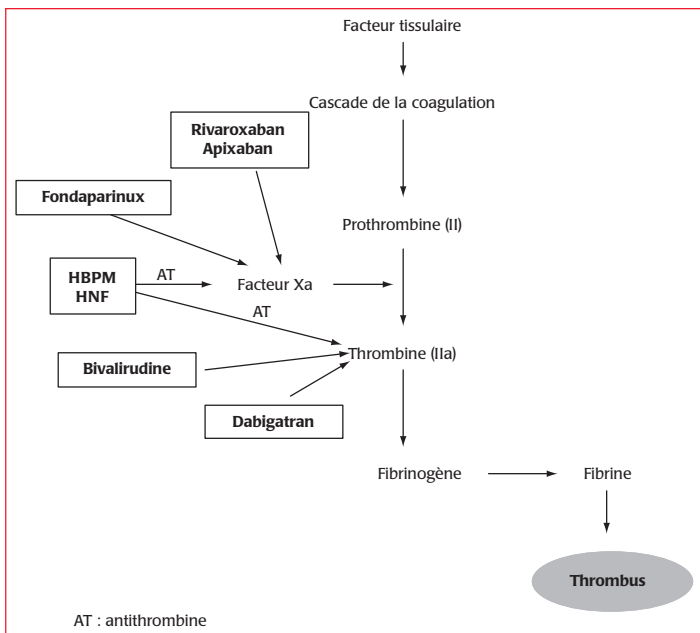 Facteur tissulaire
Cascade de la coagulation
Rivaroxaban
Apixaban
Fondaparinux
Prothrombine (II)
HBPM
HNF
AT
Facteur Xa
AT
Thrombine (IIa)
Bivalirudine
Dabigatran
Fibrinogène
Fibrine
Thrombus
AT : antithrombine